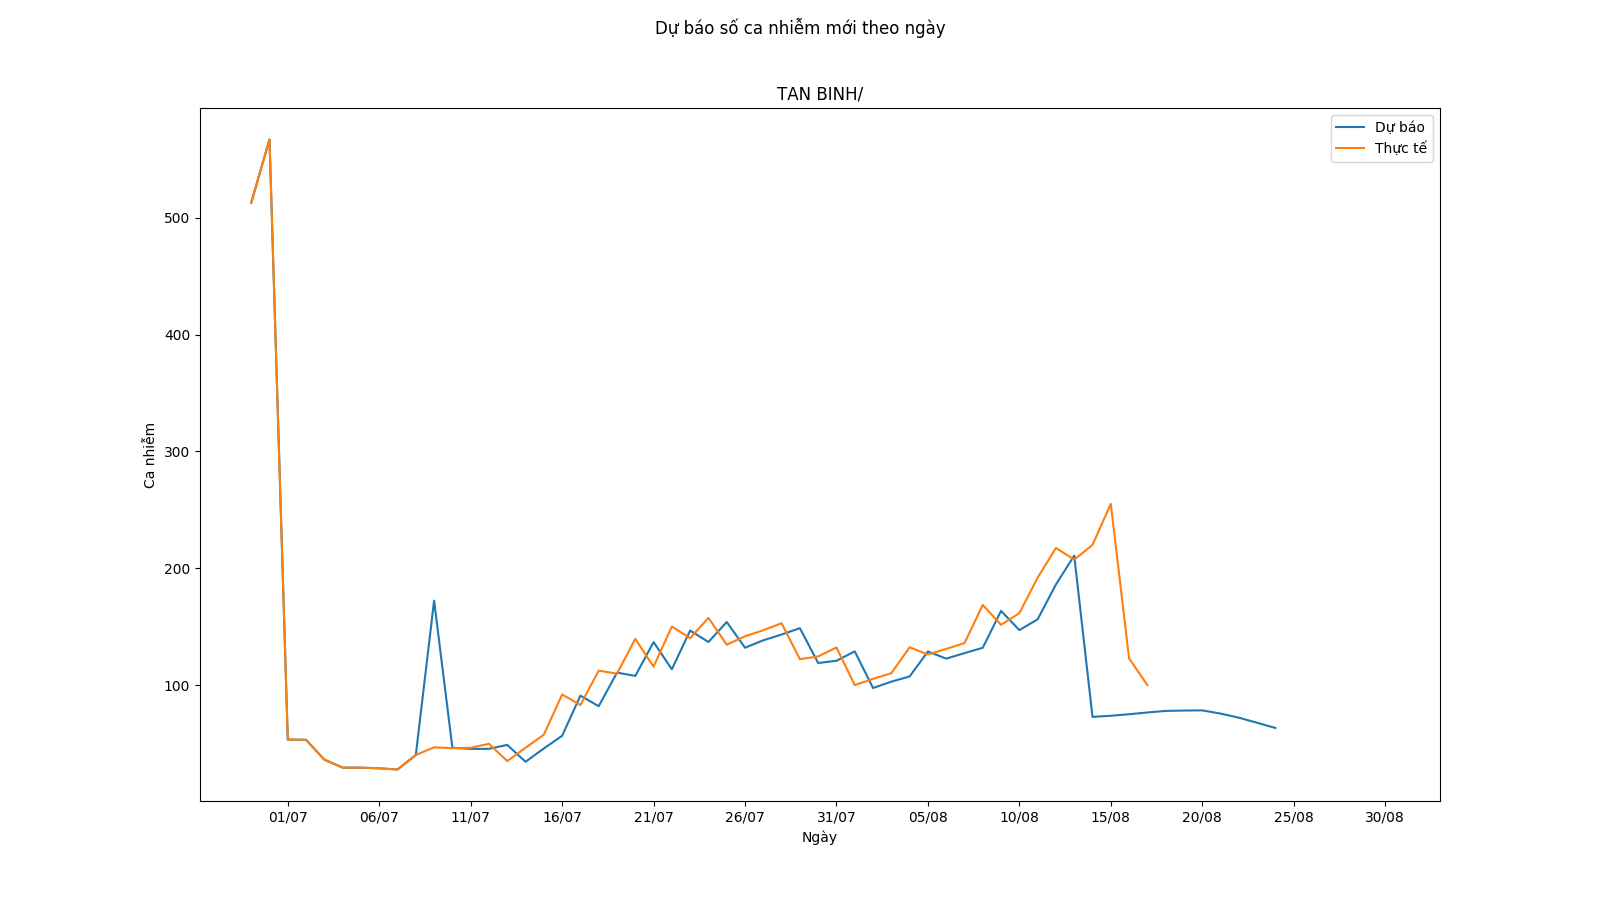 Dự báo số ca nhiễm mới theo ngày
TAN BINH/
Dự báo
Thực tế
500
400
300
200
100
Ca nhiễm
01/07 06/07 11/07 16/07 21/07 26/07 31/07 05/08 10/08 15/08 20/08 25/08 30/08
Ngày